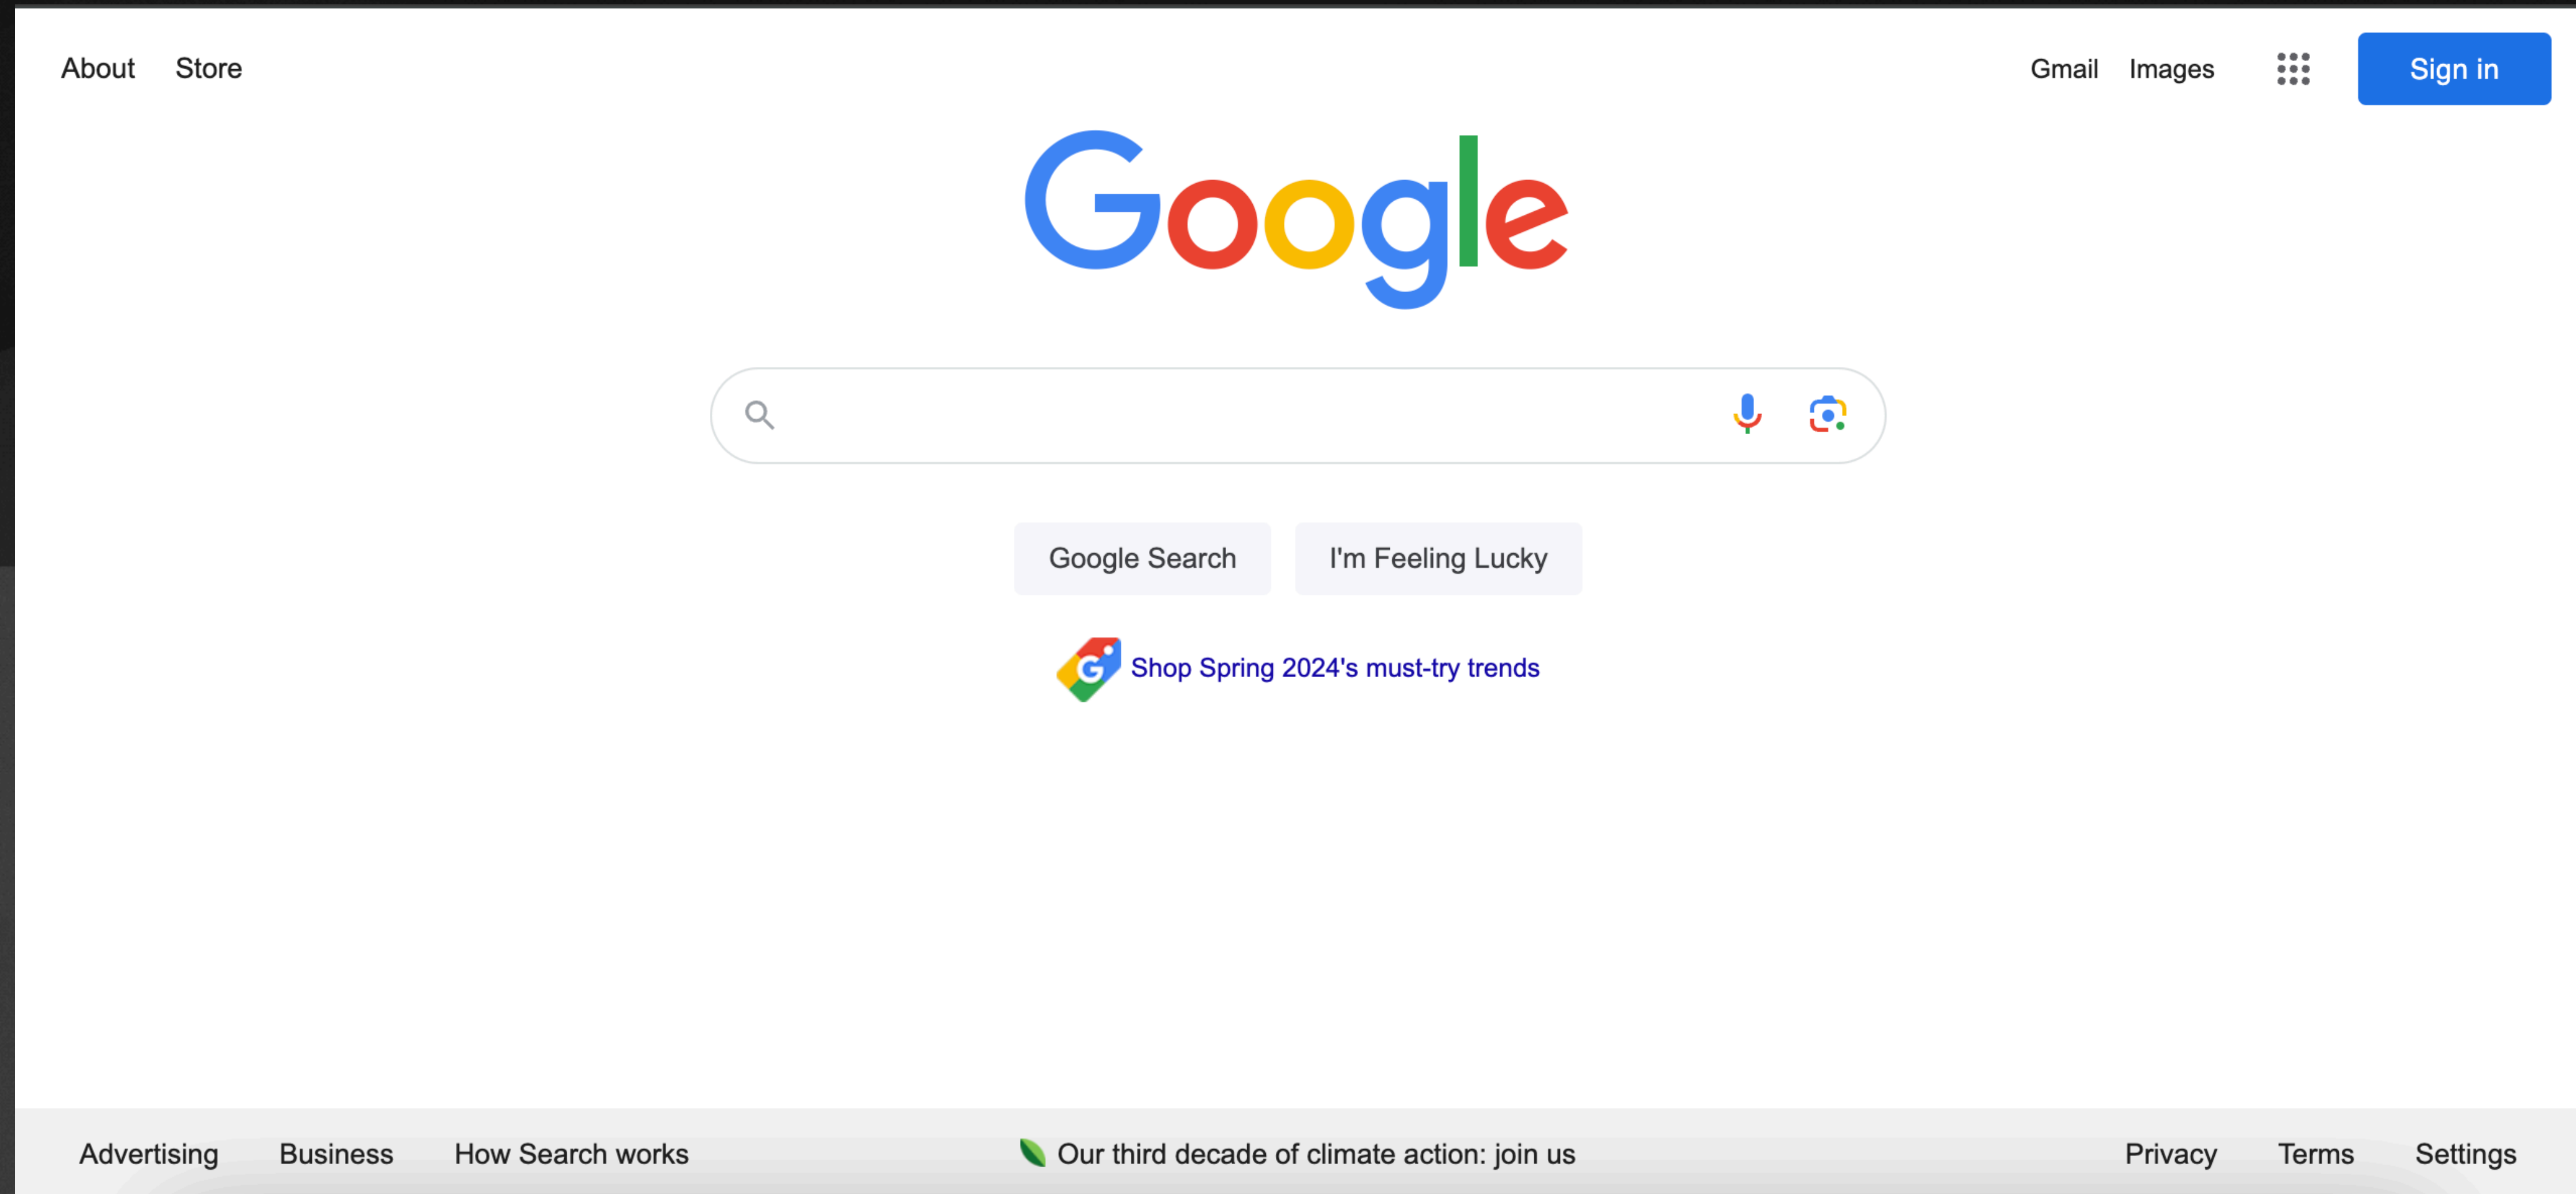 About Store Gmail Images Sign in
Google
Google Search I'm Feeling Lucky
G Shop Spring 2024's must-try trends
Advertising Business How Search works Our third decade of climate action: join us Privacy Terms Settings